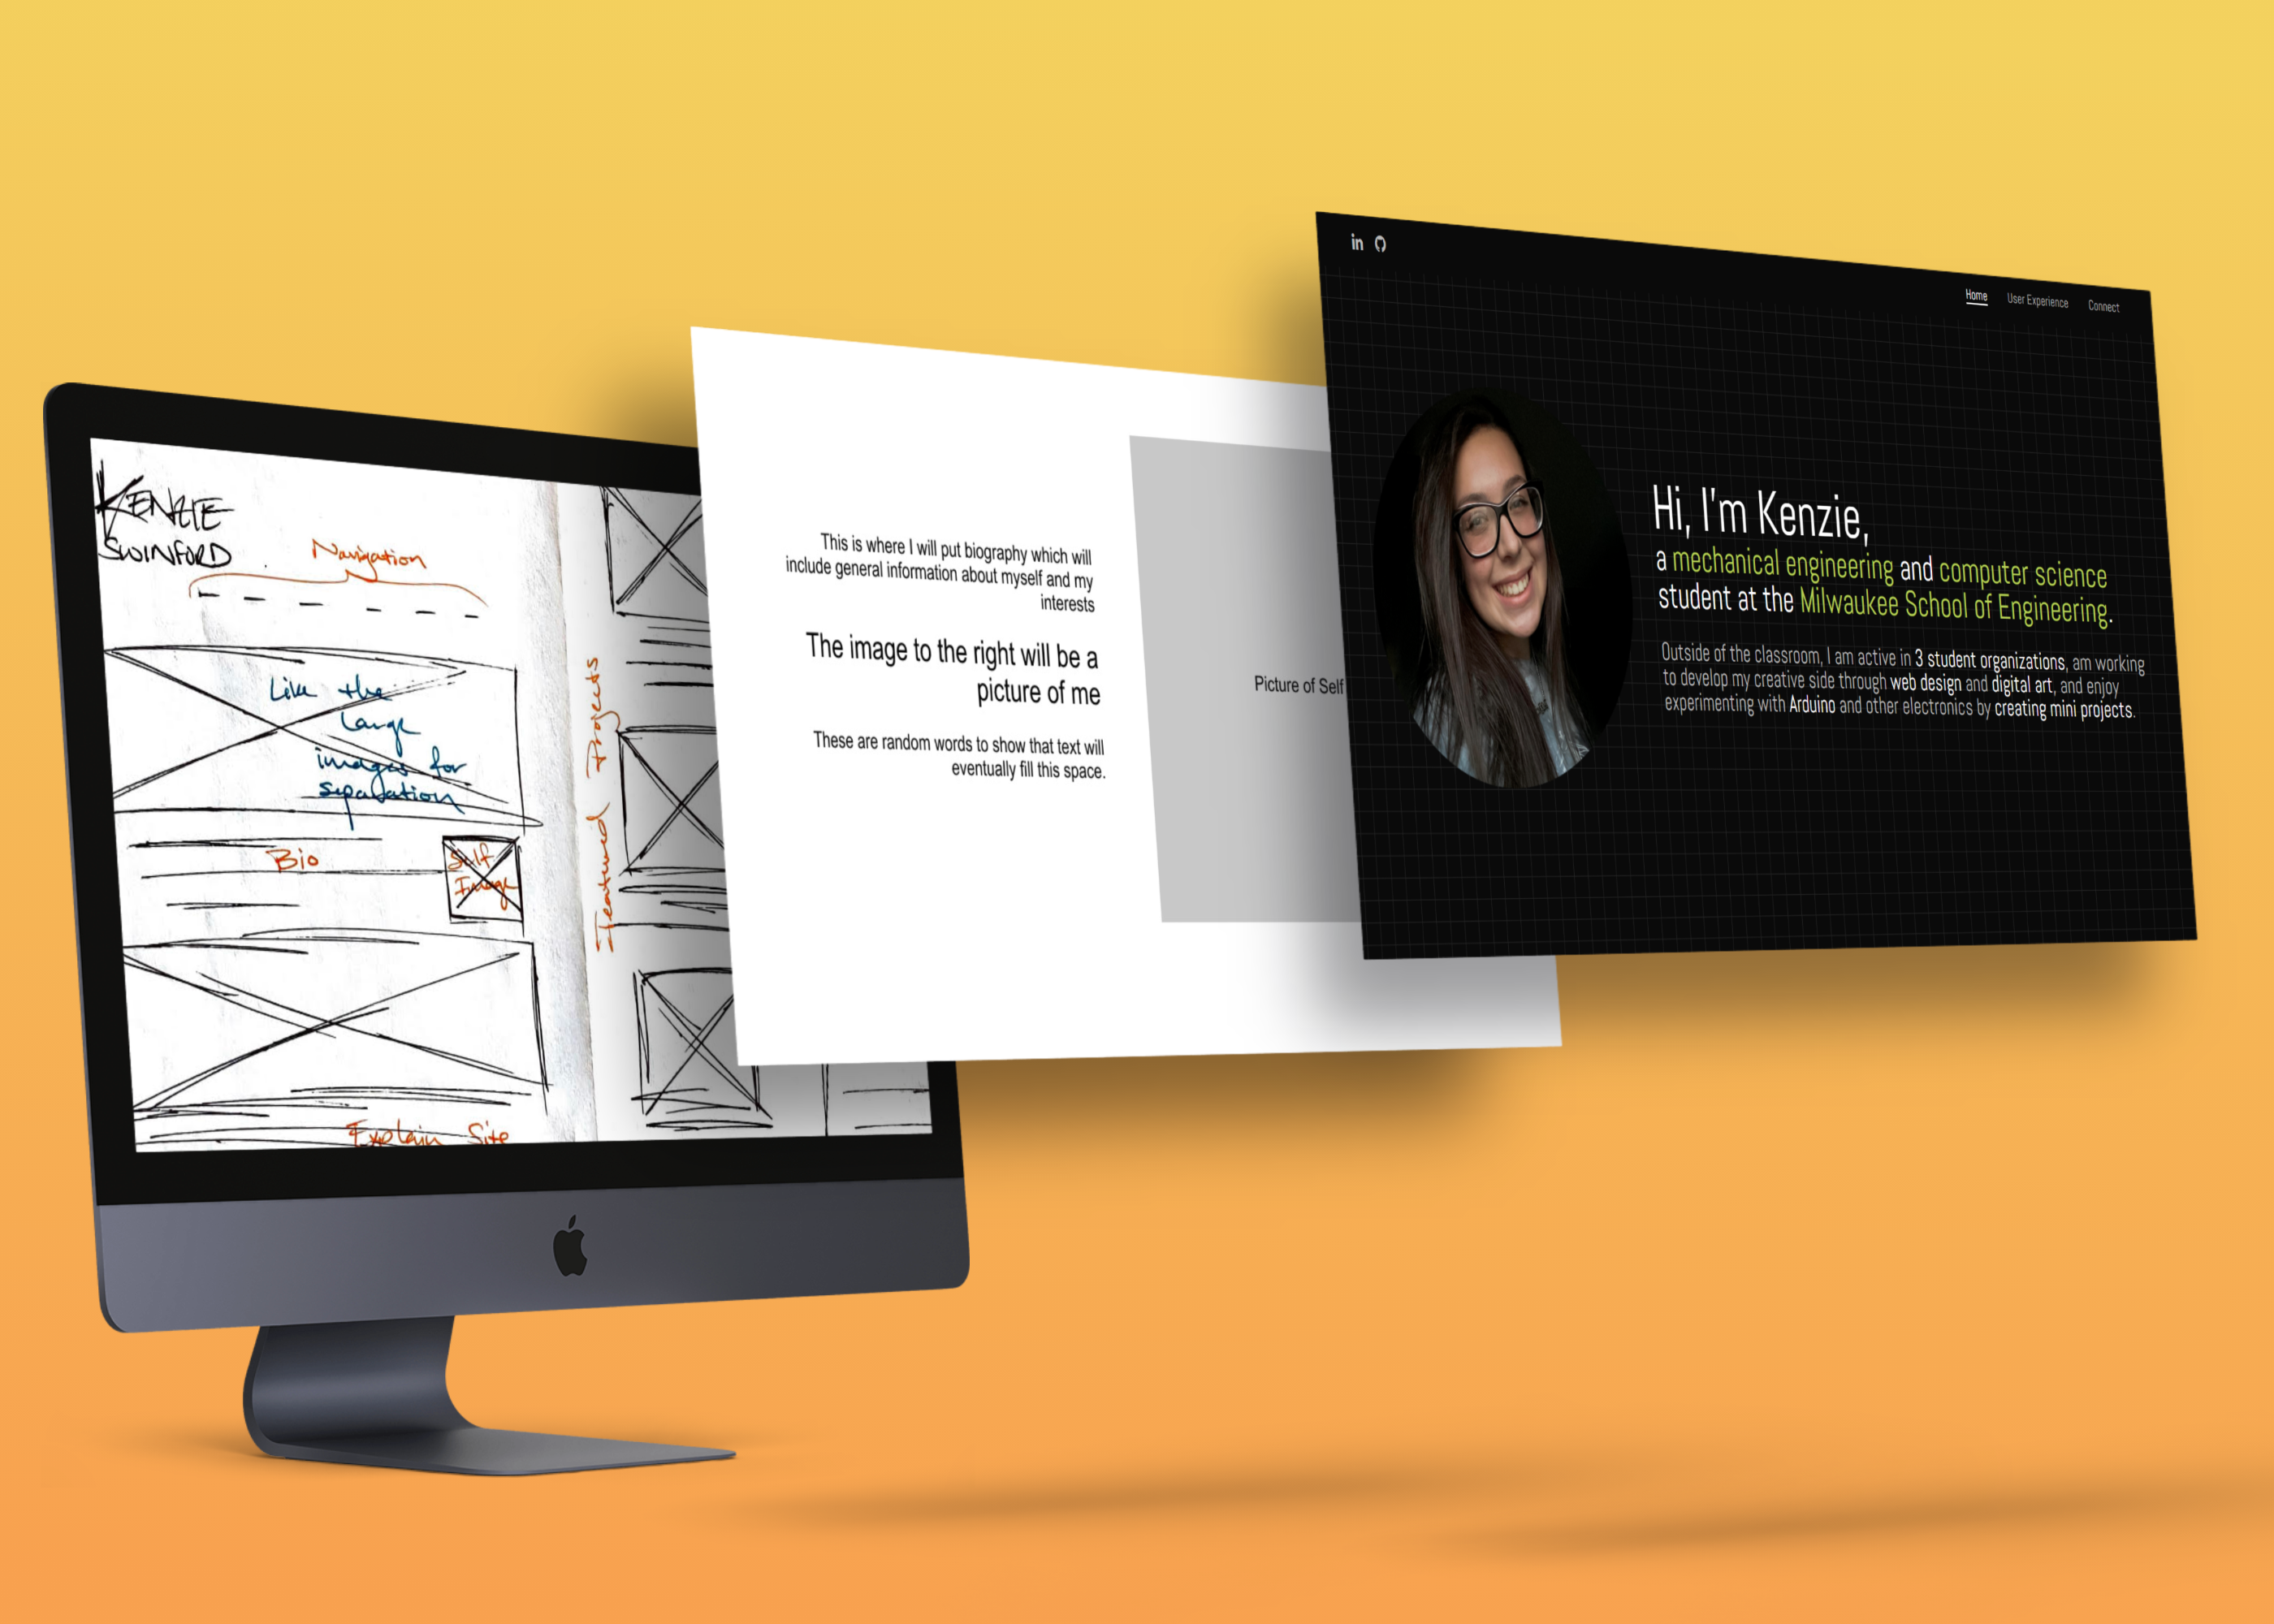 KENZIE
SWINFORD
Navigation
Like the
Large
images for
separation
Bio
Self
Image
Explain Site
Featured Projects
This is where I will put biography which will
include general information about myself and my
interests
The image to the right will be a
picture of me
These are random words to show that text will
eventually fill this space.
Picture of Self
in
Home
User Experience
Connect
Hi, I'm Kenzie,
a mechanical engineering and computer science
student at the Milwaukee School of Engineering.
Outside of the classroom, I am active in 3 student organizations, am working
to develop my creative side through web design and digital art, and enjoy
experimenting with Arduino and other electronics by creating mini projects.